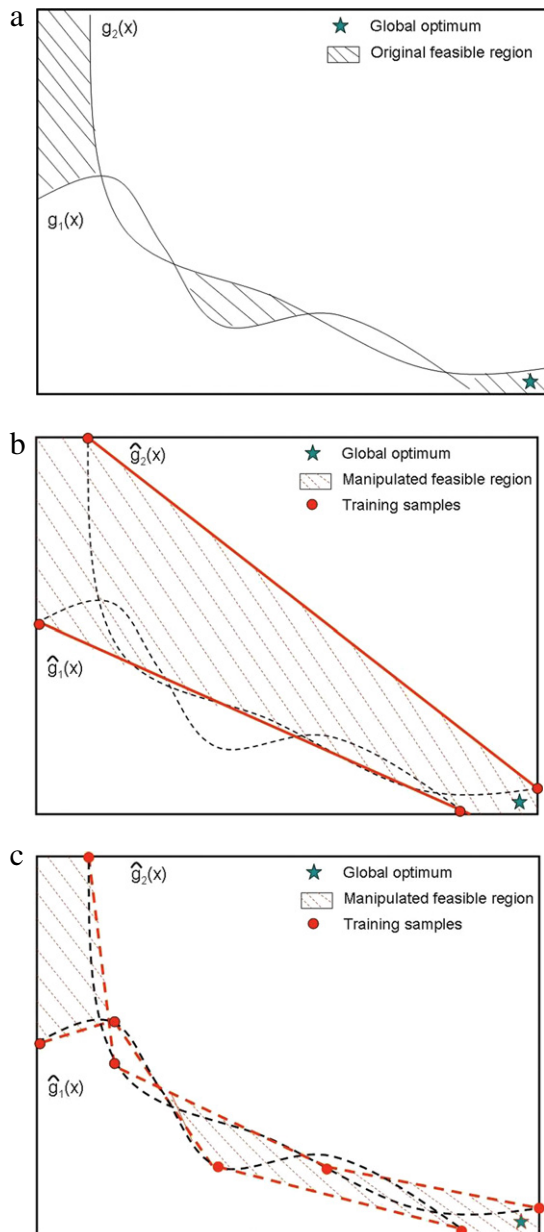 a
g₂(x)
Global optimum
Original feasible region
g₁(x)
b
ĝ₂(x)
Global optimum
Manipulated feasible region
Training samples
ĝ₁(x)
c
ĝ₂(x)
Global optimum
Manipulated feasible region
Training samples
ĝ₁(x)